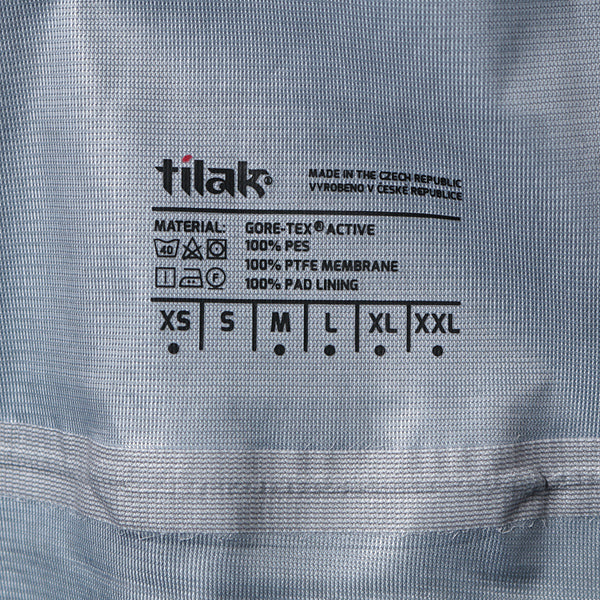 tilak®
MADE IN THE CZECH REPUBLIC
VYROBENO V ČESKÉ REPUBLICE
MATERIAL: GORE-TEX® ACTIVE
40
100% PES
100% PTFE MEMBRANE
F
100% PAD LINING
XS S M L XL XXL